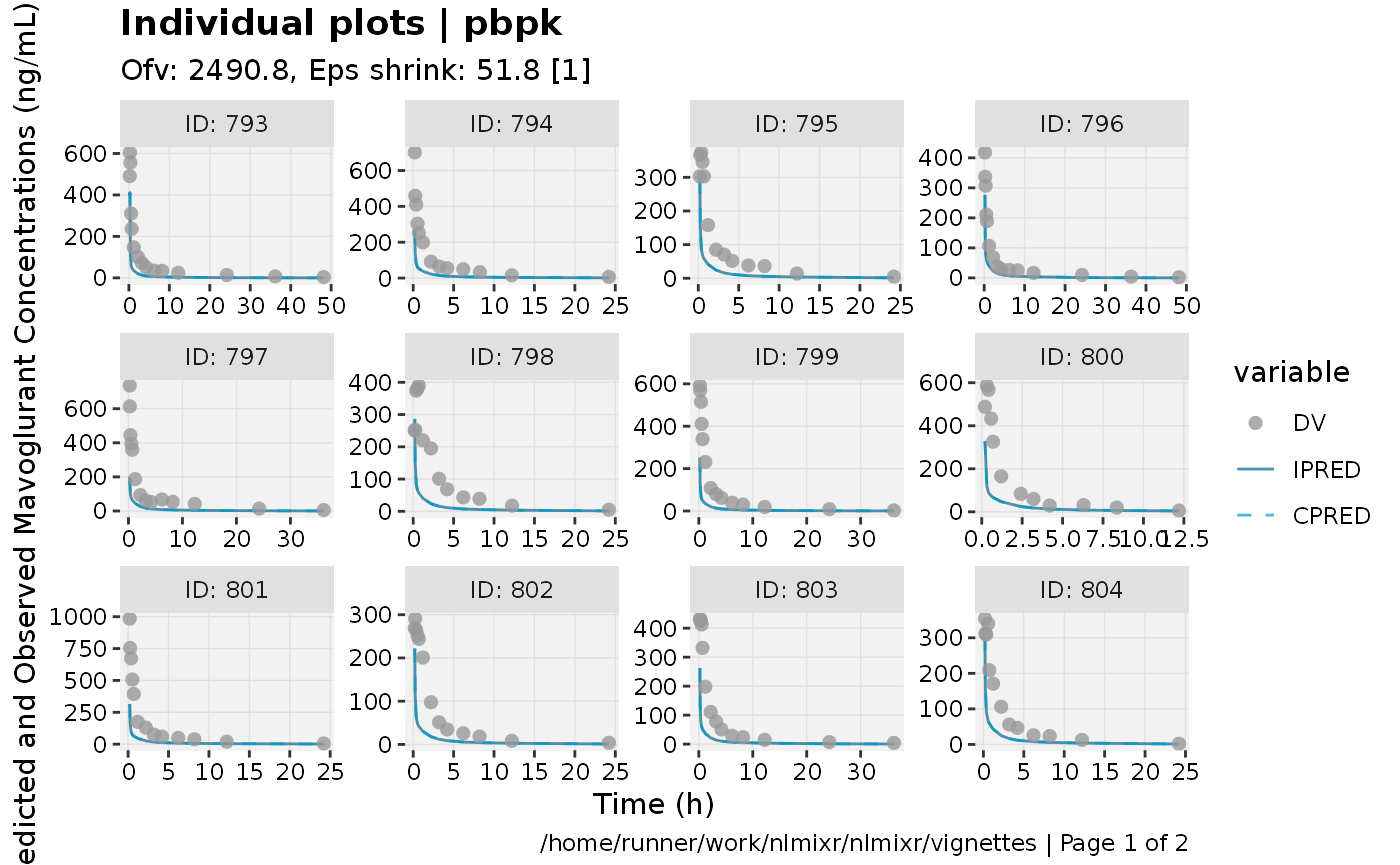 Individual plots | pbpk
Ofv: 2490.8, Eps shrink: 51.8 [1]
edicted and Observed Mavoglurant Concentrations (ng/mL)
ID: 793
600
400
200
0
0 10 20 30 40 50
ID: 794
600
400
200
0
0 5 10 15 20 25
ID: 795
300
200
100
0
0 5 10 15 20 25
ID: 796
400
300
200
100
0
0 10 20 30 40 50
ID: 797
600
400
200
0
0 10 20 30
ID: 798
400
300
200
100
0
0 5 10 15 20 25
ID: 799
600
400
200
0
0 10 20 30
ID: 800
600
400
200
0
0.0 2.5 5.0 7.5 10.0 12.5
ID: 801
1000
750
500
250
0
0 5 10 15 20 25
ID: 802
300
200
100
0
0 5 10 15 20 25
ID: 803
400
300
200
100
0
0 10 20 30
ID: 804
300
200
100
0
0 5 10 15 20 25
Time (h)
variable
DV
IPRED
CPRED
/home/runner/work/nlmixr/nlmixr/vignettes | Page 1 of 2